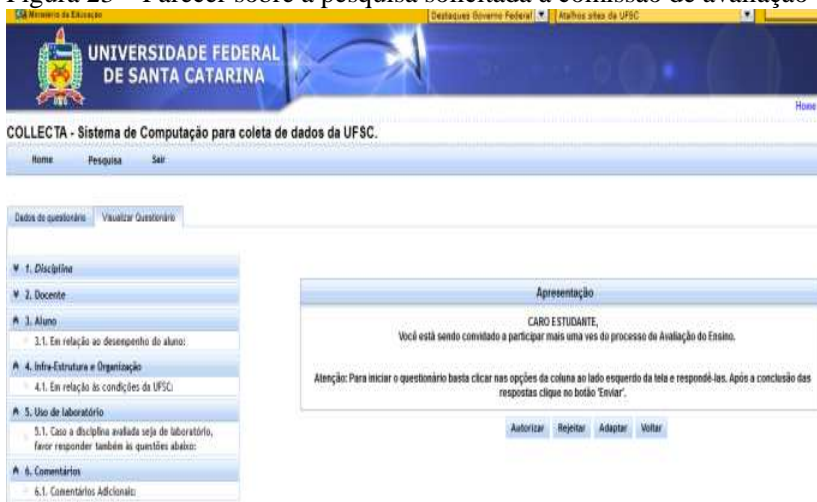 Figura 23 – Parecer sobre a pesquisa solicitada à comissão de avaliação
Ministério da Educação
Destaques Governo Federal
Atalhos sites da UFSC
UNIVERSIDADE FEDERAL
DE SANTA CATARINA
Home
COLLECTA - Sistema de Computação para coleta de dados da UFSC.
Home Pesquisa Sair
Dados do questionário Visualizar Questionário
1. Disciplina
2. Docente
3. Aluno
3.1. Em relação ao desempenho do aluno:
4. Infra-Estrutura e Organização
4.1. Em relação às condições da UFSC:
5. Uso de laboratório
5.1. Caso a disciplina avaliada seja de laboratório,
favor responder também às questões abaixo:
6. Comentários
6.1. Comentários Adicionais:
Apresentação
CARO ESTUDANTE,
Você está sendo convidado a participar mais uma ves do processo de Avaliação do Ensino.
Atenção: Para iniciar o questionário basta clicar nas opções da coluna ao lado esquerdo da tela e respondê-las. Após a conclusão das
respostas clique no botão 'Enviar'.
Autorizar Rejeitar Adaptar Voltar